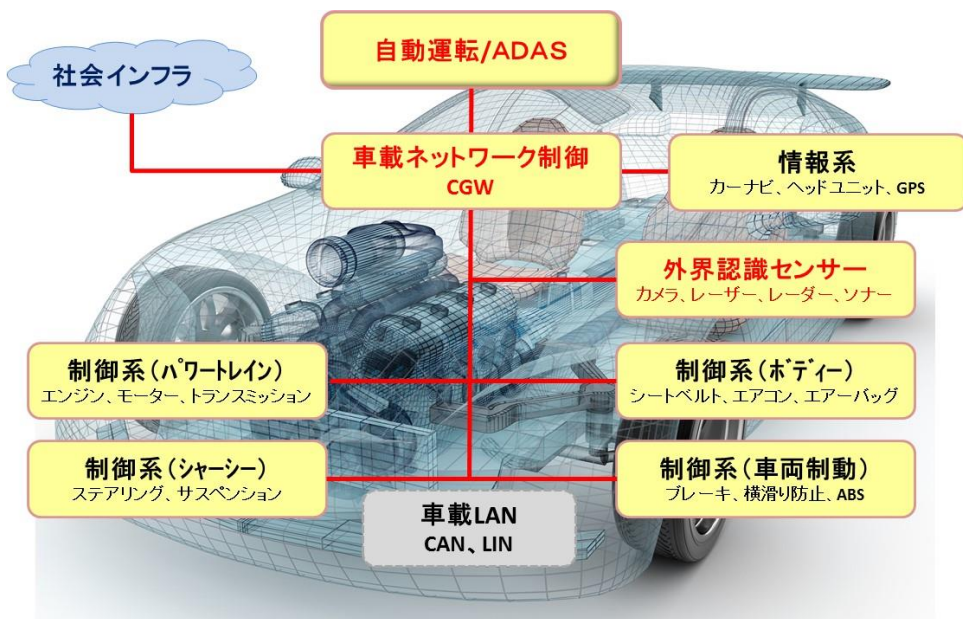 自動運転/ADAS
社会インフラ
車載ネットワーク制御
CGW
情報系
カーナビ、ヘッドユニット、GPS
外界認識センサー
カメラ、レーザー、レーダー、ソナー
制御系(ﾊﾟﾜｰﾄﾚｲﾝ)
エンジン、モーター、トランスミッション
制御系(ﾎﾞﾃﾞｨｰ)
シートベルト、エアコン、エアーバッグ
制御系(シャーシー)
ステアリング、サスペンション
制御系(車両制動)
ブレーキ、横滑り防止、ABS
車載LAN
CAN、LIN